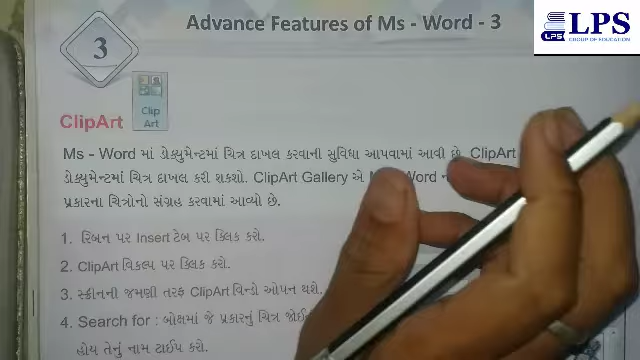 3
Advance Features of Ms - Word - 3
LPS
GROUP OF EDUCATION
LPS
Clip
Art
ClipArt
Ms - Word માં ડોક્યુમેન્ટમાં ચિત્ર દાખલ કરવાની સુવિધા આપવામાં આવી છે. ClipArt
ડોક્યુમેન્ટમાં ચિત્ર દાખલ કરી શકશો. ClipArt Gallery એ Word
પ્રકારના ચિત્રોનો સંગ્રહ કરવામાં આવ્યો છે.
1. રિબન પર Insert ટેબ પર ક્લિક કરો.
2. ClipArt વિકલ્પ પર ક્લિક કરો.
3. સ્ક્રીનની જમણી તરફ ClipArt વિન્ડો ઓપન થશે.
4. Search for : બોક્ષમાં જે પ્રકારનું ચિત્ર
હોય તેનું નામ ટાઈપ કરો.